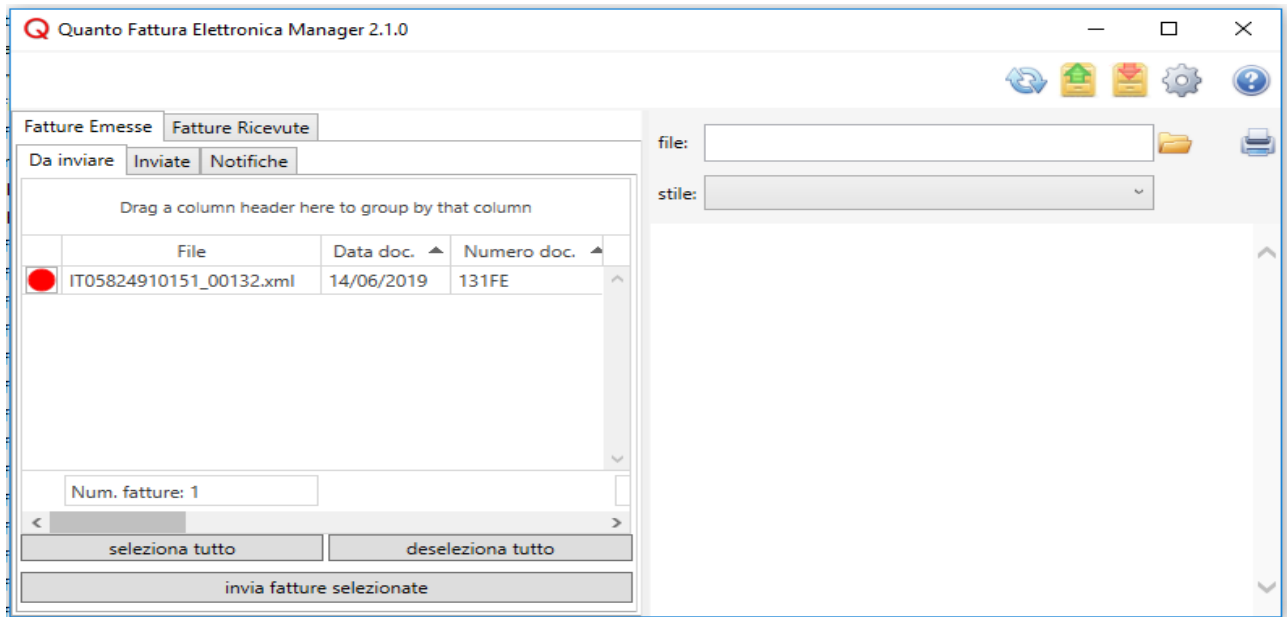 Quanto Fattura Elettronica Manager 2.1.0
Fatture Emesse Fatture Ricevute
Da inviare Inviate Notifiche
Drag a column header here to group by that column
File Data doc. Numero doc.
IT05824910151_00132.xml 14/06/2019 131FE
Num. fatture: 1
seleziona tutto deseleziona tutto
invia fatture selezionate
file:
stile: